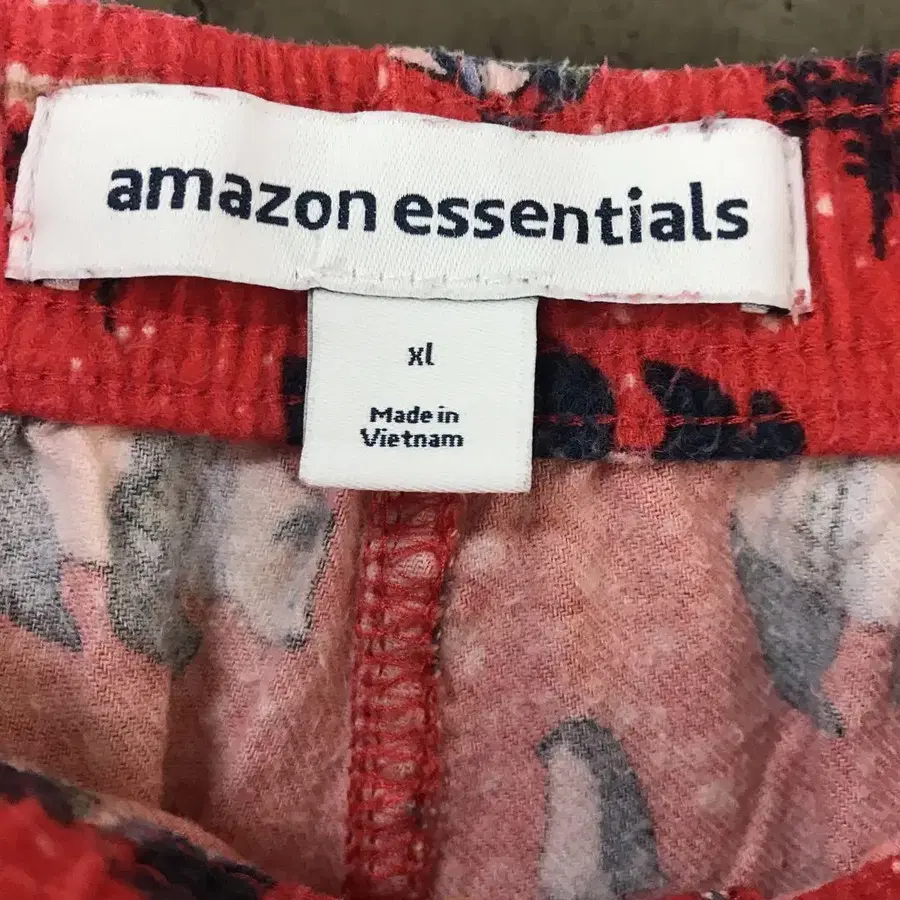 amazon essentials
xl
Made in
Vietnam